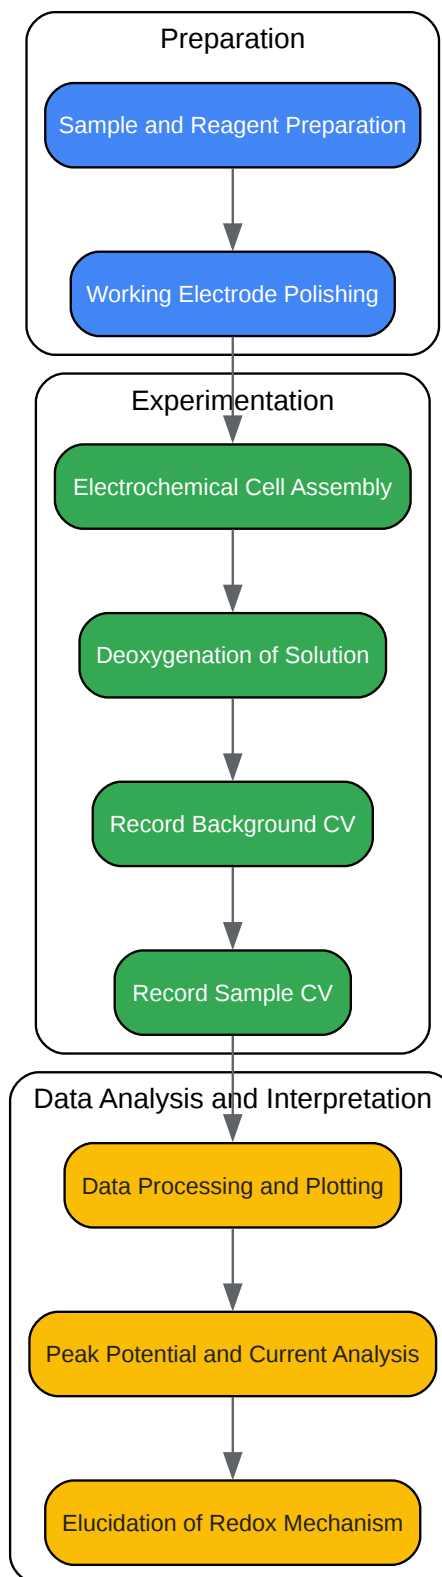 Preparation
Sample and Reagent Preparation
Working Electrode Polishing
Experimentation
Electrochemical Cell Assembly
Deoxygenation of Solution
Record Background CV
Record Sample CV
Data Analysis and Interpretation
Data Processing and Plotting
Peak Potential and Current Analysis
Elucidation of Redox Mechanism